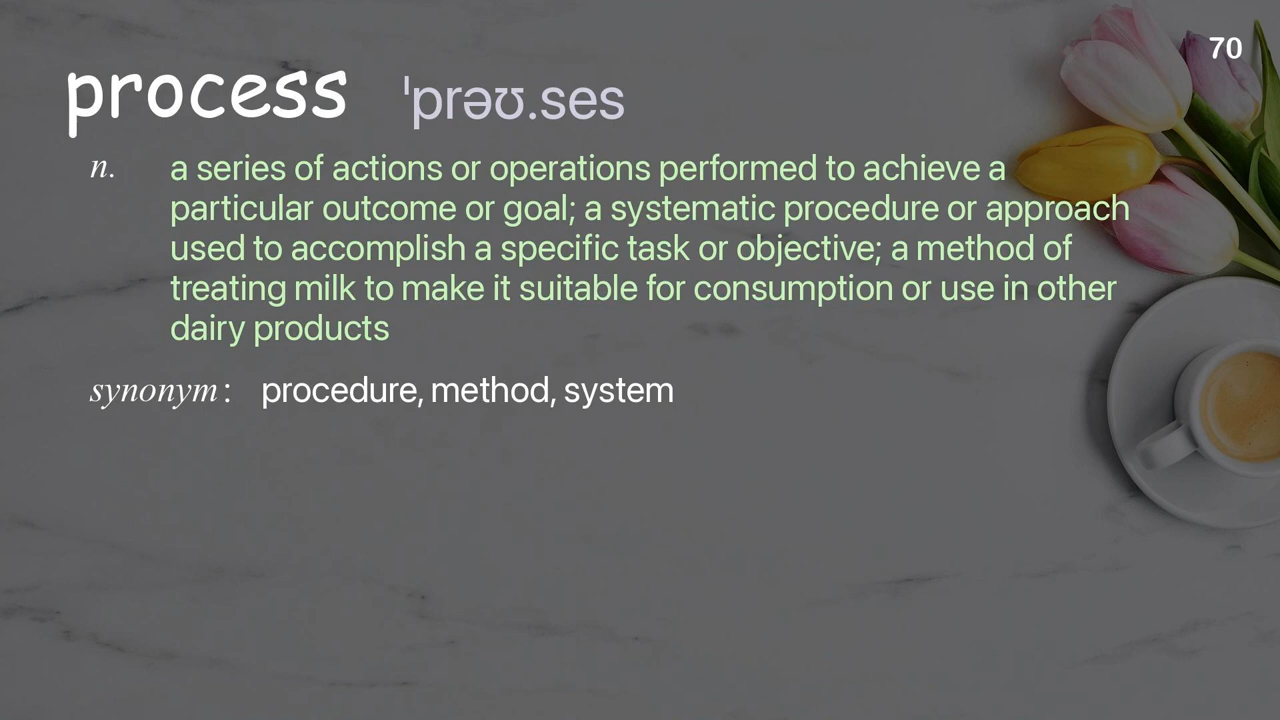 70
process ˈprəʊ.ses
n. a series of actions or operations performed to achieve a
particular outcome or goal; a systematic procedure or approach
used to accomplish a specific task or objective; a method of
treating milk to make it suitable for consumption or use in other
dairy products
synonym: procedure, method, system